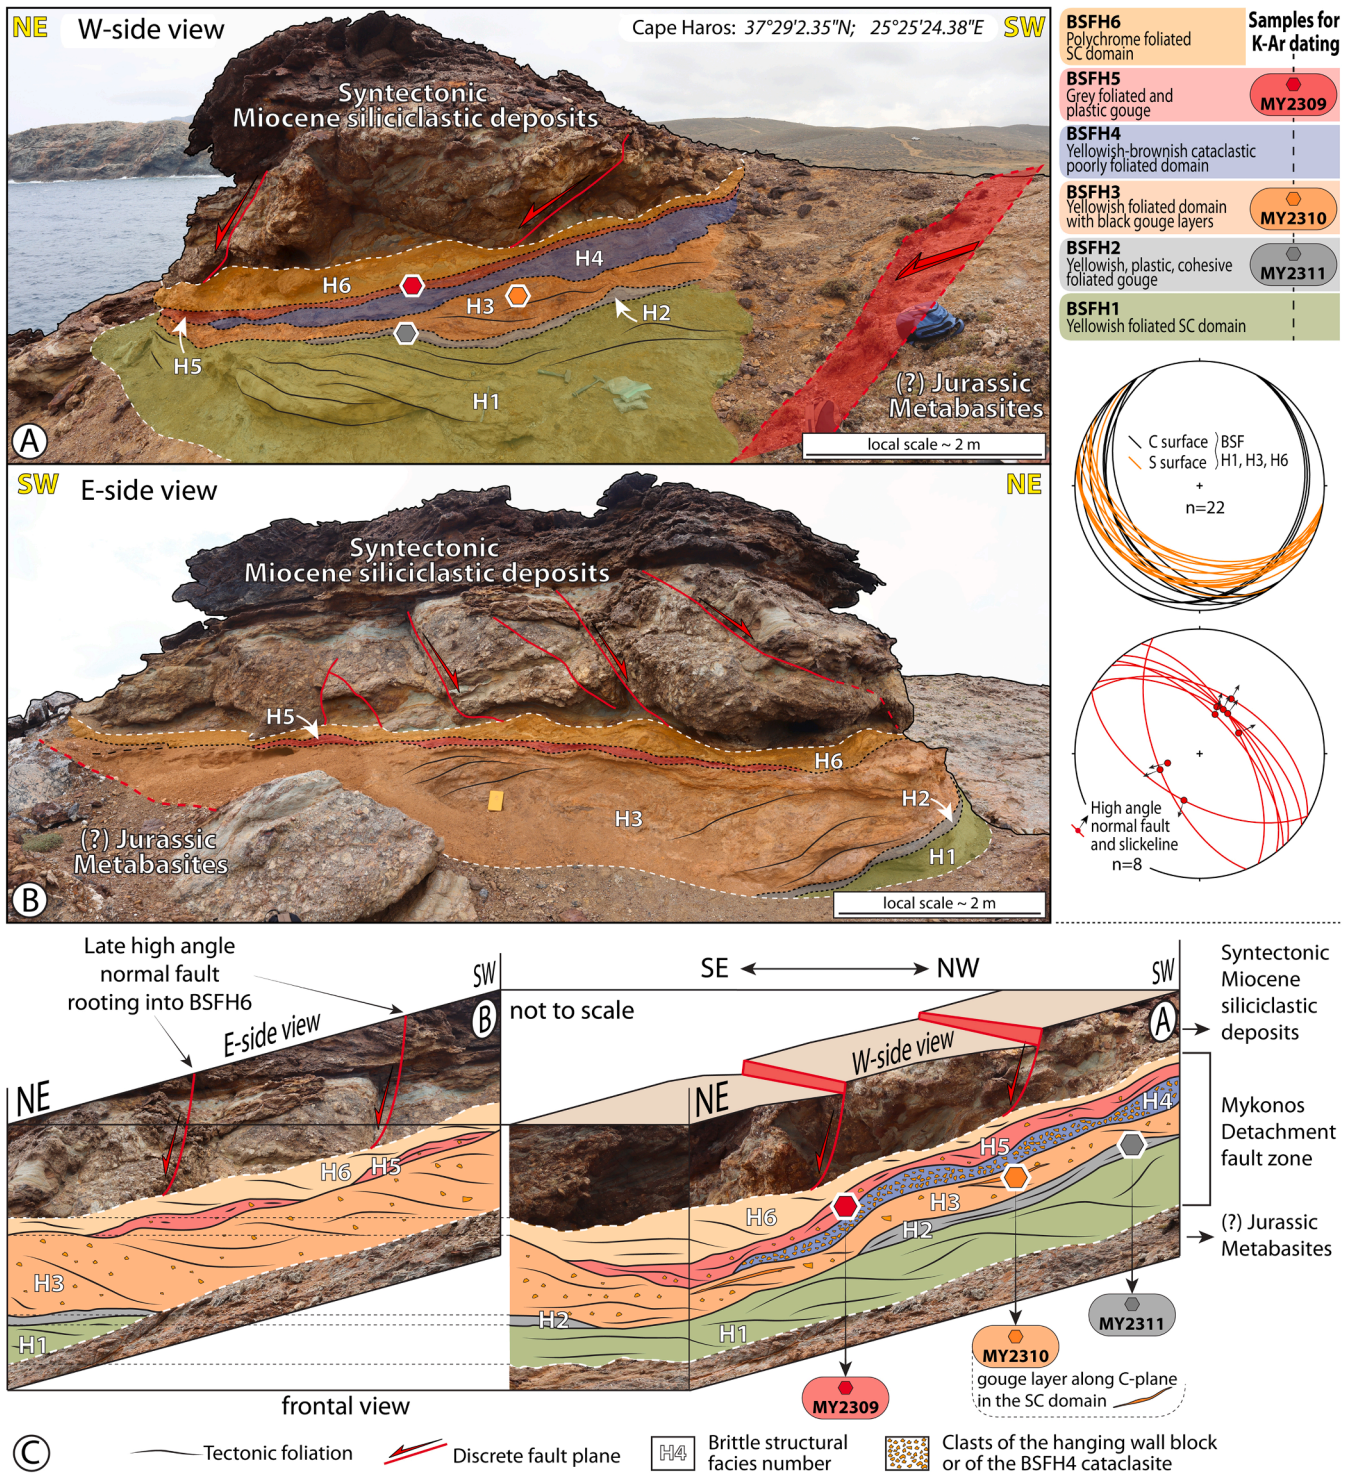 NE
W-side view
Cape Haros: 37°29'2.35"N; 25°25'24.38"E
SW
Syntectonic
Miocene siliciclastic deposits
H6
H4
H3
H2
H5
H1
(?) Jurassic
Metabasites
A
local scale ~ 2 m
BSFH6
Polychrome foliated
SC domain
Samples for
K-Ar dating
BSFH5
Grey foliated and
plastic gouge
MY2309
BSFH4
Yellowish-brownish cataclastic
poorly foliated domain
BSFH3
Yellowish foliated domain
with black gouge layers
MY2310
BSFH2
Yellowish, plastic, cohesive
foliated gouge
MY2311
BSFH1
Yellowish foliated SC domain
C surface
S surface
BSF
H1, H3, H6
n=22
High angle
normal fault
and slickeline
n=8
SW
E-side view
NE
Syntectonic
Miocene siliciclastic deposits
H5
H6
H3
H2
H1
(?) Jurassic
Metabasites
B
local scale ~ 2 m
Late high angle
normal fault
rooting into BSFH6
SW
B
E-side view
NE
H6
H5
H3
H1
not to scale
SE
NW
SW
A
W-side view
NE
H4
H5
H6
H3
H2
H2
H1
Syntectonic
Miocene
siliciclastic
deposits
Mykonos
Detachment
fault zone
(?) Jurassic
Metabasites
MY2311
MY2310
gouge layer along C-plane
in the SC domain
MY2309
frontal view
C
Tectonic foliation
Discrete fault plane
H4
Brittle structural
facies number
Clasts of the hanging wall block
or of the BSFH4 cataclasite